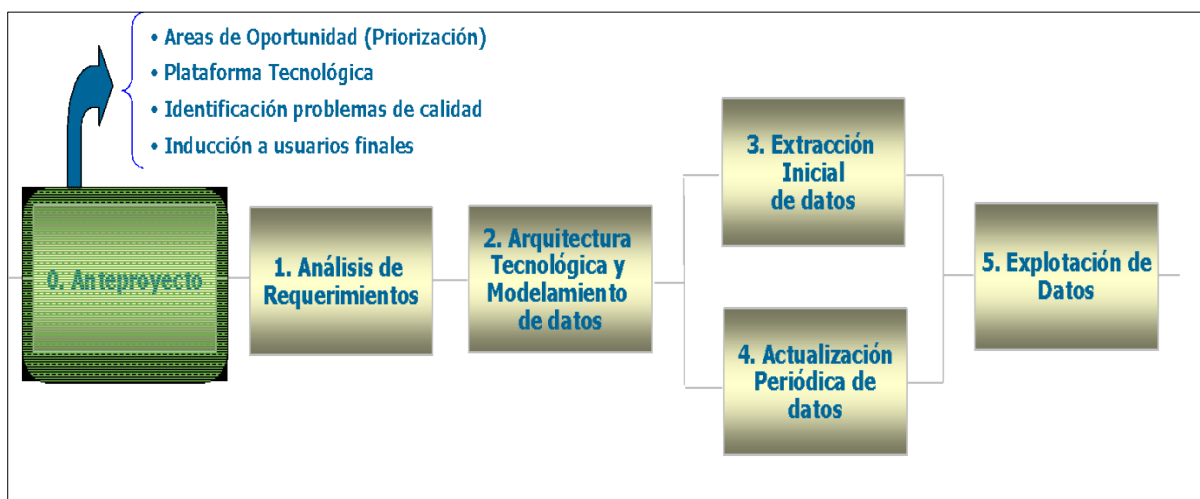 • Areas de Oportunidad (Priorización)
• Plataforma Tecnológica
• Identificación problemas de calidad
• Inducción a usuarios finales
0. Anteproyecto
1. Análisis de
Requerimientos
2. Arquitectura
Tecnológica y
Modelamiento
de datos
3. Extracción
Inicial
de datos
4. Actualización
Periódica de
datos
5. Explotación de
Datos